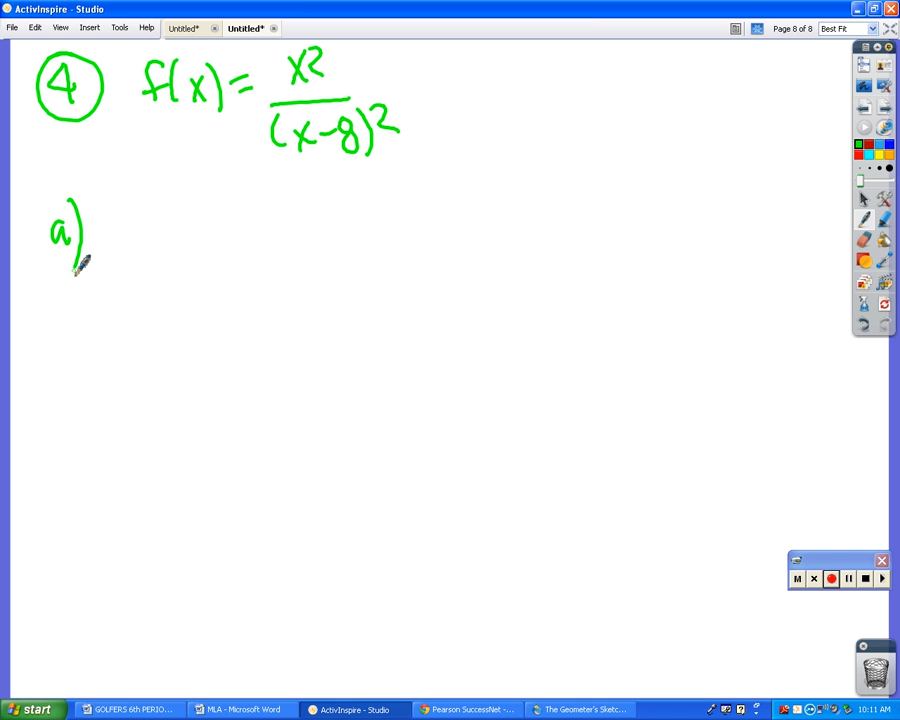 ActivInspire - Studio
File Edit View Insert Tools Help
Untitled* Untitled* Page 8 of 8 Best Fit
④ f(x) = x²
(x-8)²
a)
M
start GOLFERS 6th PERIO... MLA - Microsoft Word ActivInspire - Studio Pearson SuccessNet -... The Geometer's Sketc... 10:11 AM